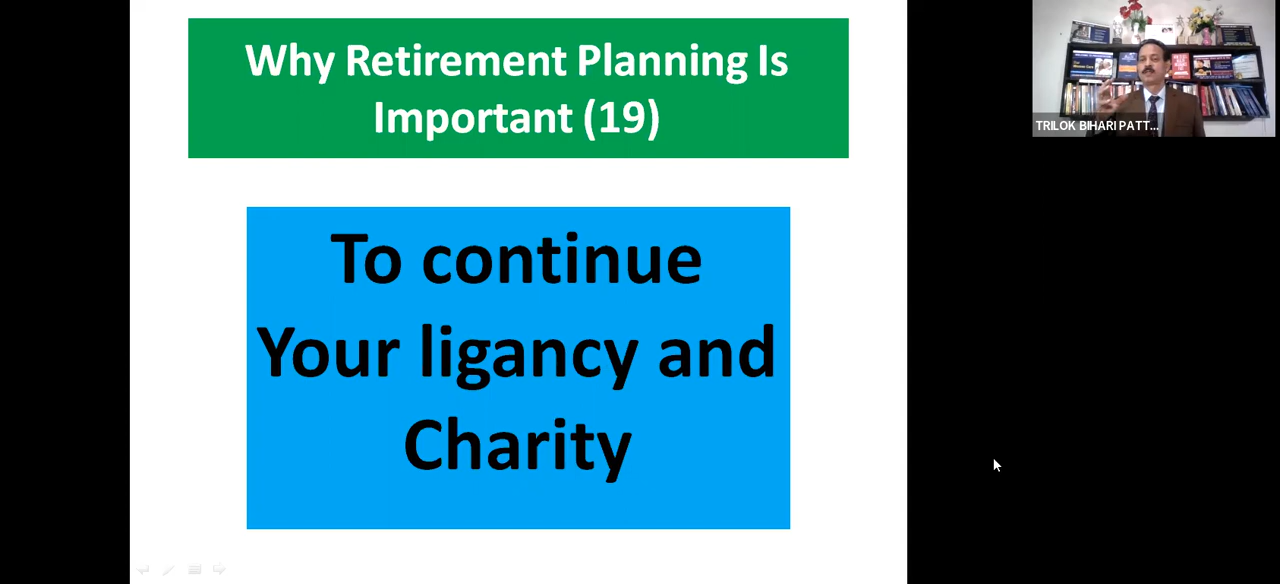 Why Retirement Planning Is
Important (19)
To continue
Your ligancy and
Charity
TRILOK BIHARI PATT...